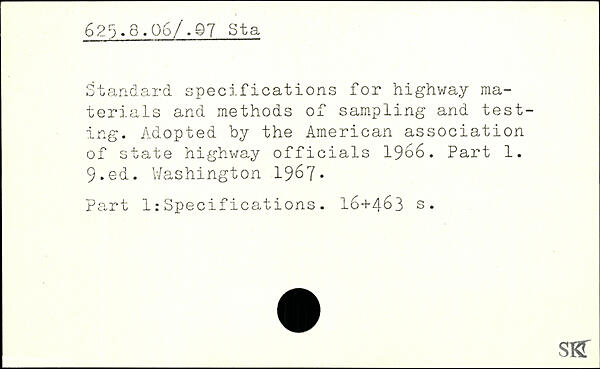 625.8.06/.07 Sta
Standard specifications for highway ma-
terials and methods of sampling and test-
ing. Adopted by the American association
of state highway officials 1966. Part 1.
9.ed. Washington 1967.
Part 1:Specifications. 16+463 s.
SK